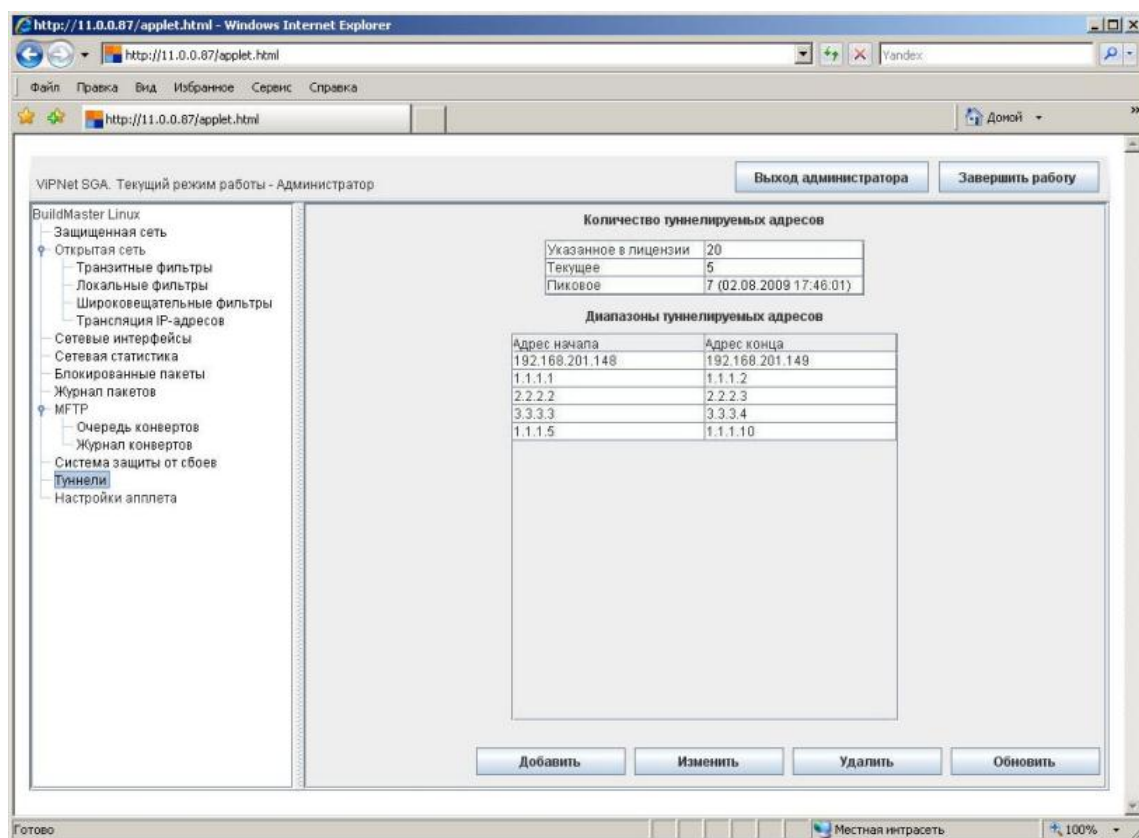 http://11.0.0.87/applet.html - Windows Internet Explorer
http://11.0.0.87/applet.html
Yandex
Файл Правка Вид Избранное Сервис Справка
http://11.0.0.87/applet.html
Домой
»
ViPNet SGA. Текущий режим работы - Администратор
Выход администратора
Завершить работу
BuildMaster Linux
Защищенная сеть
Открытая сеть
Транзитные фильтры
Локальные фильтры
Широковещательные фильтры
Трансляция IP-адресов
Сетевые интерфейсы
Сетевая статистика
Блокированные пакеты
Журнал пакетов
MFTP
Очередь конвертов
Журнал конвертов
Система защиты от сбоев
Туннели
Настройки апплета
Количество туннелируемых адресов
Указанное в лицензии 20
Текущее 5
Пиковое 7 (02.08.2009 17:46:01)
Диапазоны туннелируемых адресов
Адрес начала Адрес конца
192.168.201.148 192.168.201.149
1.1.1.1 1.1.1.2
2.2.2.2 2.2.2.3
3.3.3.3 3.3.3.4
1.1.1.5 1.1.1.10
Добавить Изменить Удалить Обновить
Готово
Местная интрасеть
100%